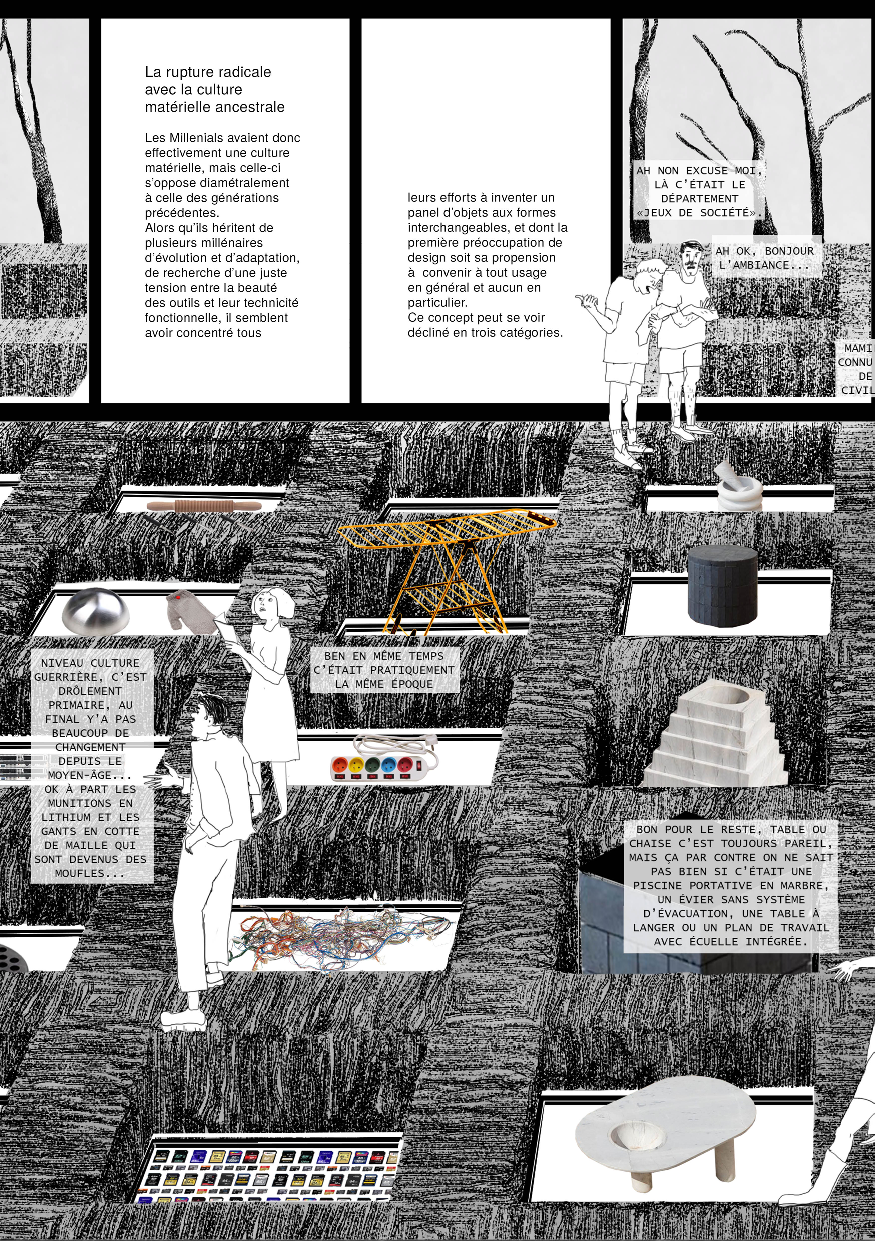 La rupture radicale
avec la culture
matérielle ancestrale
Les Millenials avaient donc
effectivement une culture
matérielle, mais celle-ci
s'oppose diamétralement
à celle des générations
précédentes.
Alors qu'ils héritent de
plusieurs millénaires
d'évolution et d'adaptation,
de recherche d'une juste
tension entre la beauté
des outils et leur technicité
fonctionnelle, il semblent
avoir concentré tous
leurs efforts à inventer un
panel d'objets aux formes
interchangeables, et dont la
première préoccupation de
design soit sa propension
à convenir à tout usage
en général et aucun en
particulier.
Ce concept peut se voir
décliné en trois catégories.
AH NON EXCUSE MOI,
LÀ C'ÉTAIT LE
DÉPARTEMENT
«JEUX DE SOCIÉTÉ».
AH OK, BONJOUR
L'AMBIANCE...
MAMI
CONNU
DE
CIVIL
BEN EN MÊME TEMPS
C'ÉTAIT PRATIQUEMENT
LA MÊME ÉPOQUE
NIVEAU CULTURE
GUERRIÈRE, C'EST
DRÔLEMENT
PRIMAIRE, AU
FINAL Y'A PAS
BEAUCOUP DE
CHANGEMENT
DEPUIS LE
MOYEN-ÂGE...
OK À PART LES
MUNITIONS EN
LITHIUM ET LES
GANTS EN COTTE
DE MAILLE QUI
SONT DEVENUS DES
MOUFLES...
BON POUR LE RESTE, TABLE OU
CHAISE C'EST TOUJOURS PAREIL,
MAIS ÇA PAR CONTRE ON NE SAIT
PAS BIEN SI C'ÉTAIT UNE
PISCINE PORTATIVE EN MARBRE,
UN ÉVIER SANS SYSTÈME
D'ÉVACUATION, UNE TABLE À
LANGER OU UN PLAN DE TRAVAIL
AVEC ÉCUELLE INTÉGRÉE.